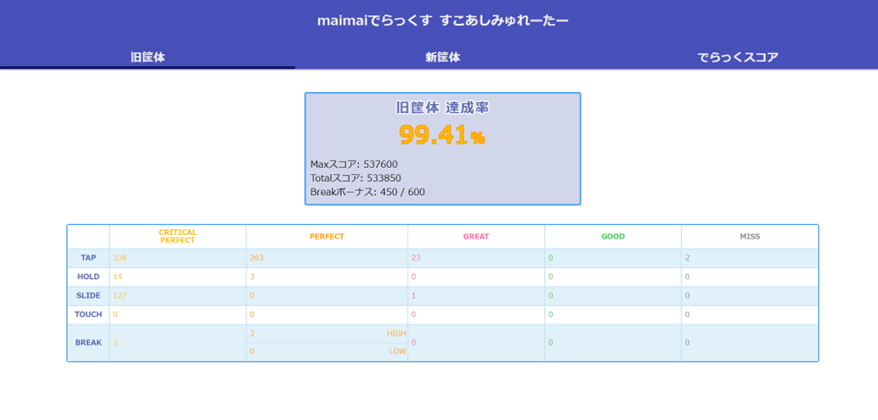 maimaiでらっくす すこあしみゅれーたー
旧筐体 新筐体 でらっくスコア
旧筐体 達成率
99.41%
Maxスコア: 537600
Totalスコア: 533850
Breakボーナス: 450 / 600
CRITICAL PERFECT PERFECT GREAT GOOD MISS
TAP 338 263 23 0 2
HOLD 14 3 0 0 0
SLIDE 127 0 1 0 0
TOUCH 0 0 0 0 0
BREAK 3 3 HIGH 0 0 0
0 LOW